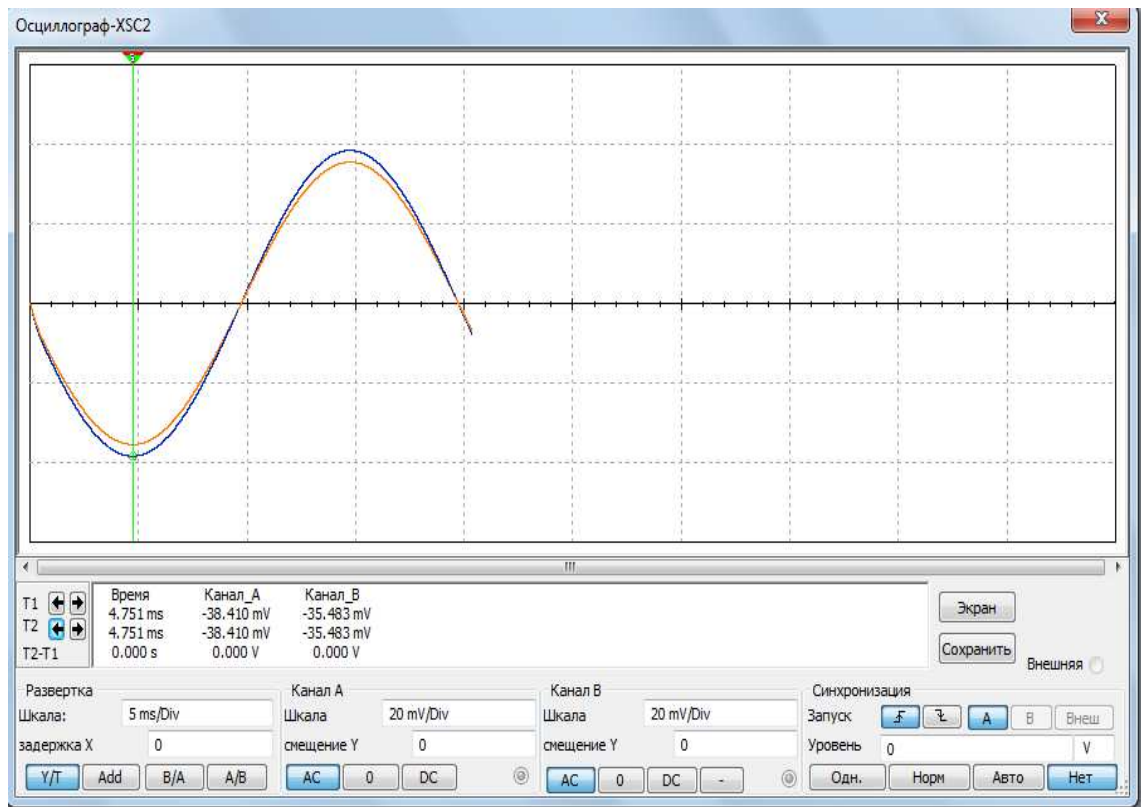 Осциллограф-XSC2
x
Время Канал_A Канал_B
T1 4.751 ms -38.410 mV -35.483 mV
T2 4.751 ms -38.410 mV -35.483 mV
T2-T1 0.000 s 0.000 V 0.000 V
Экран
Сохранить
Внешняя
Развертка
Шкала: 5 ms/Div
задержка X 0
Y/T Add B/A A/B
Канал A
Шкала 20 mV/Div
смещение Y 0
AC 0 DC
Канал B
Шкала 20 mV/Div
смещение Y 0
AC 0 DC -
Синхронизация
Запуск A B Внеш
Уровень 0 V
Одн. Норм Авто Нет